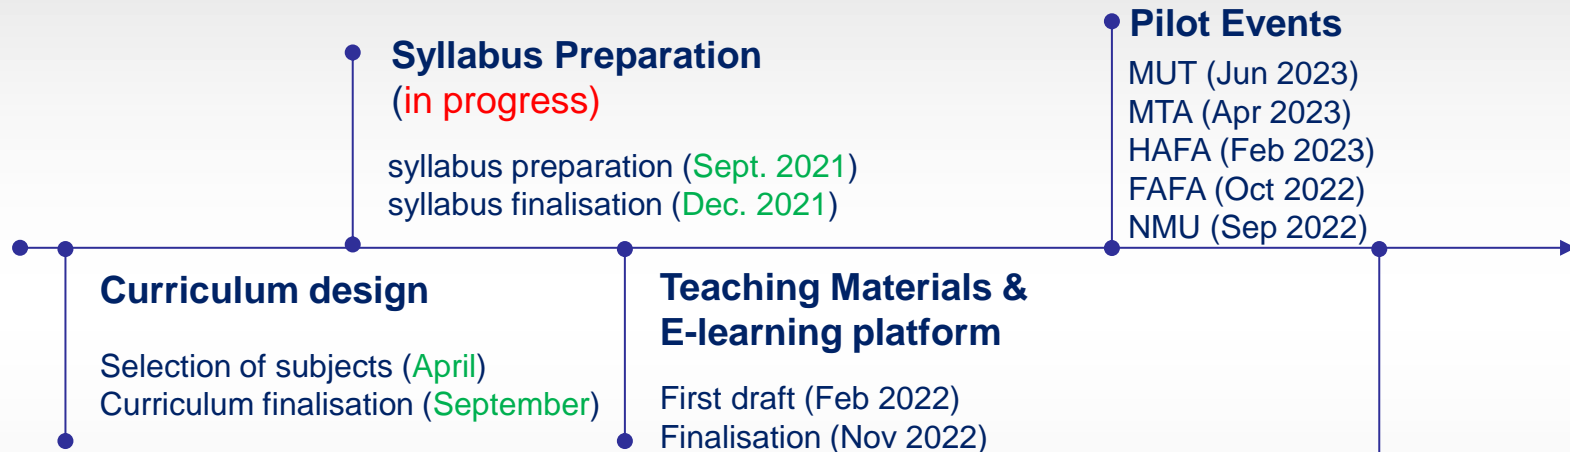 Syllabus Preparation
(in progress)
syllabus preparation (Sept. 2021)
syllabus finalisation (Dec. 2021)
Pilot Events
MUT (Jun 2023)
MTA (Apr 2023)
HAFA (Feb 2023)
FAFA (Oct 2022)
NMU (Sep 2022)
Curriculum design
Selection of subjects (April)
Curriculum finalisation (September)
Teaching Materials &
E-learning platform
First draft (Feb 2022)
Finalisation (Nov 2022)